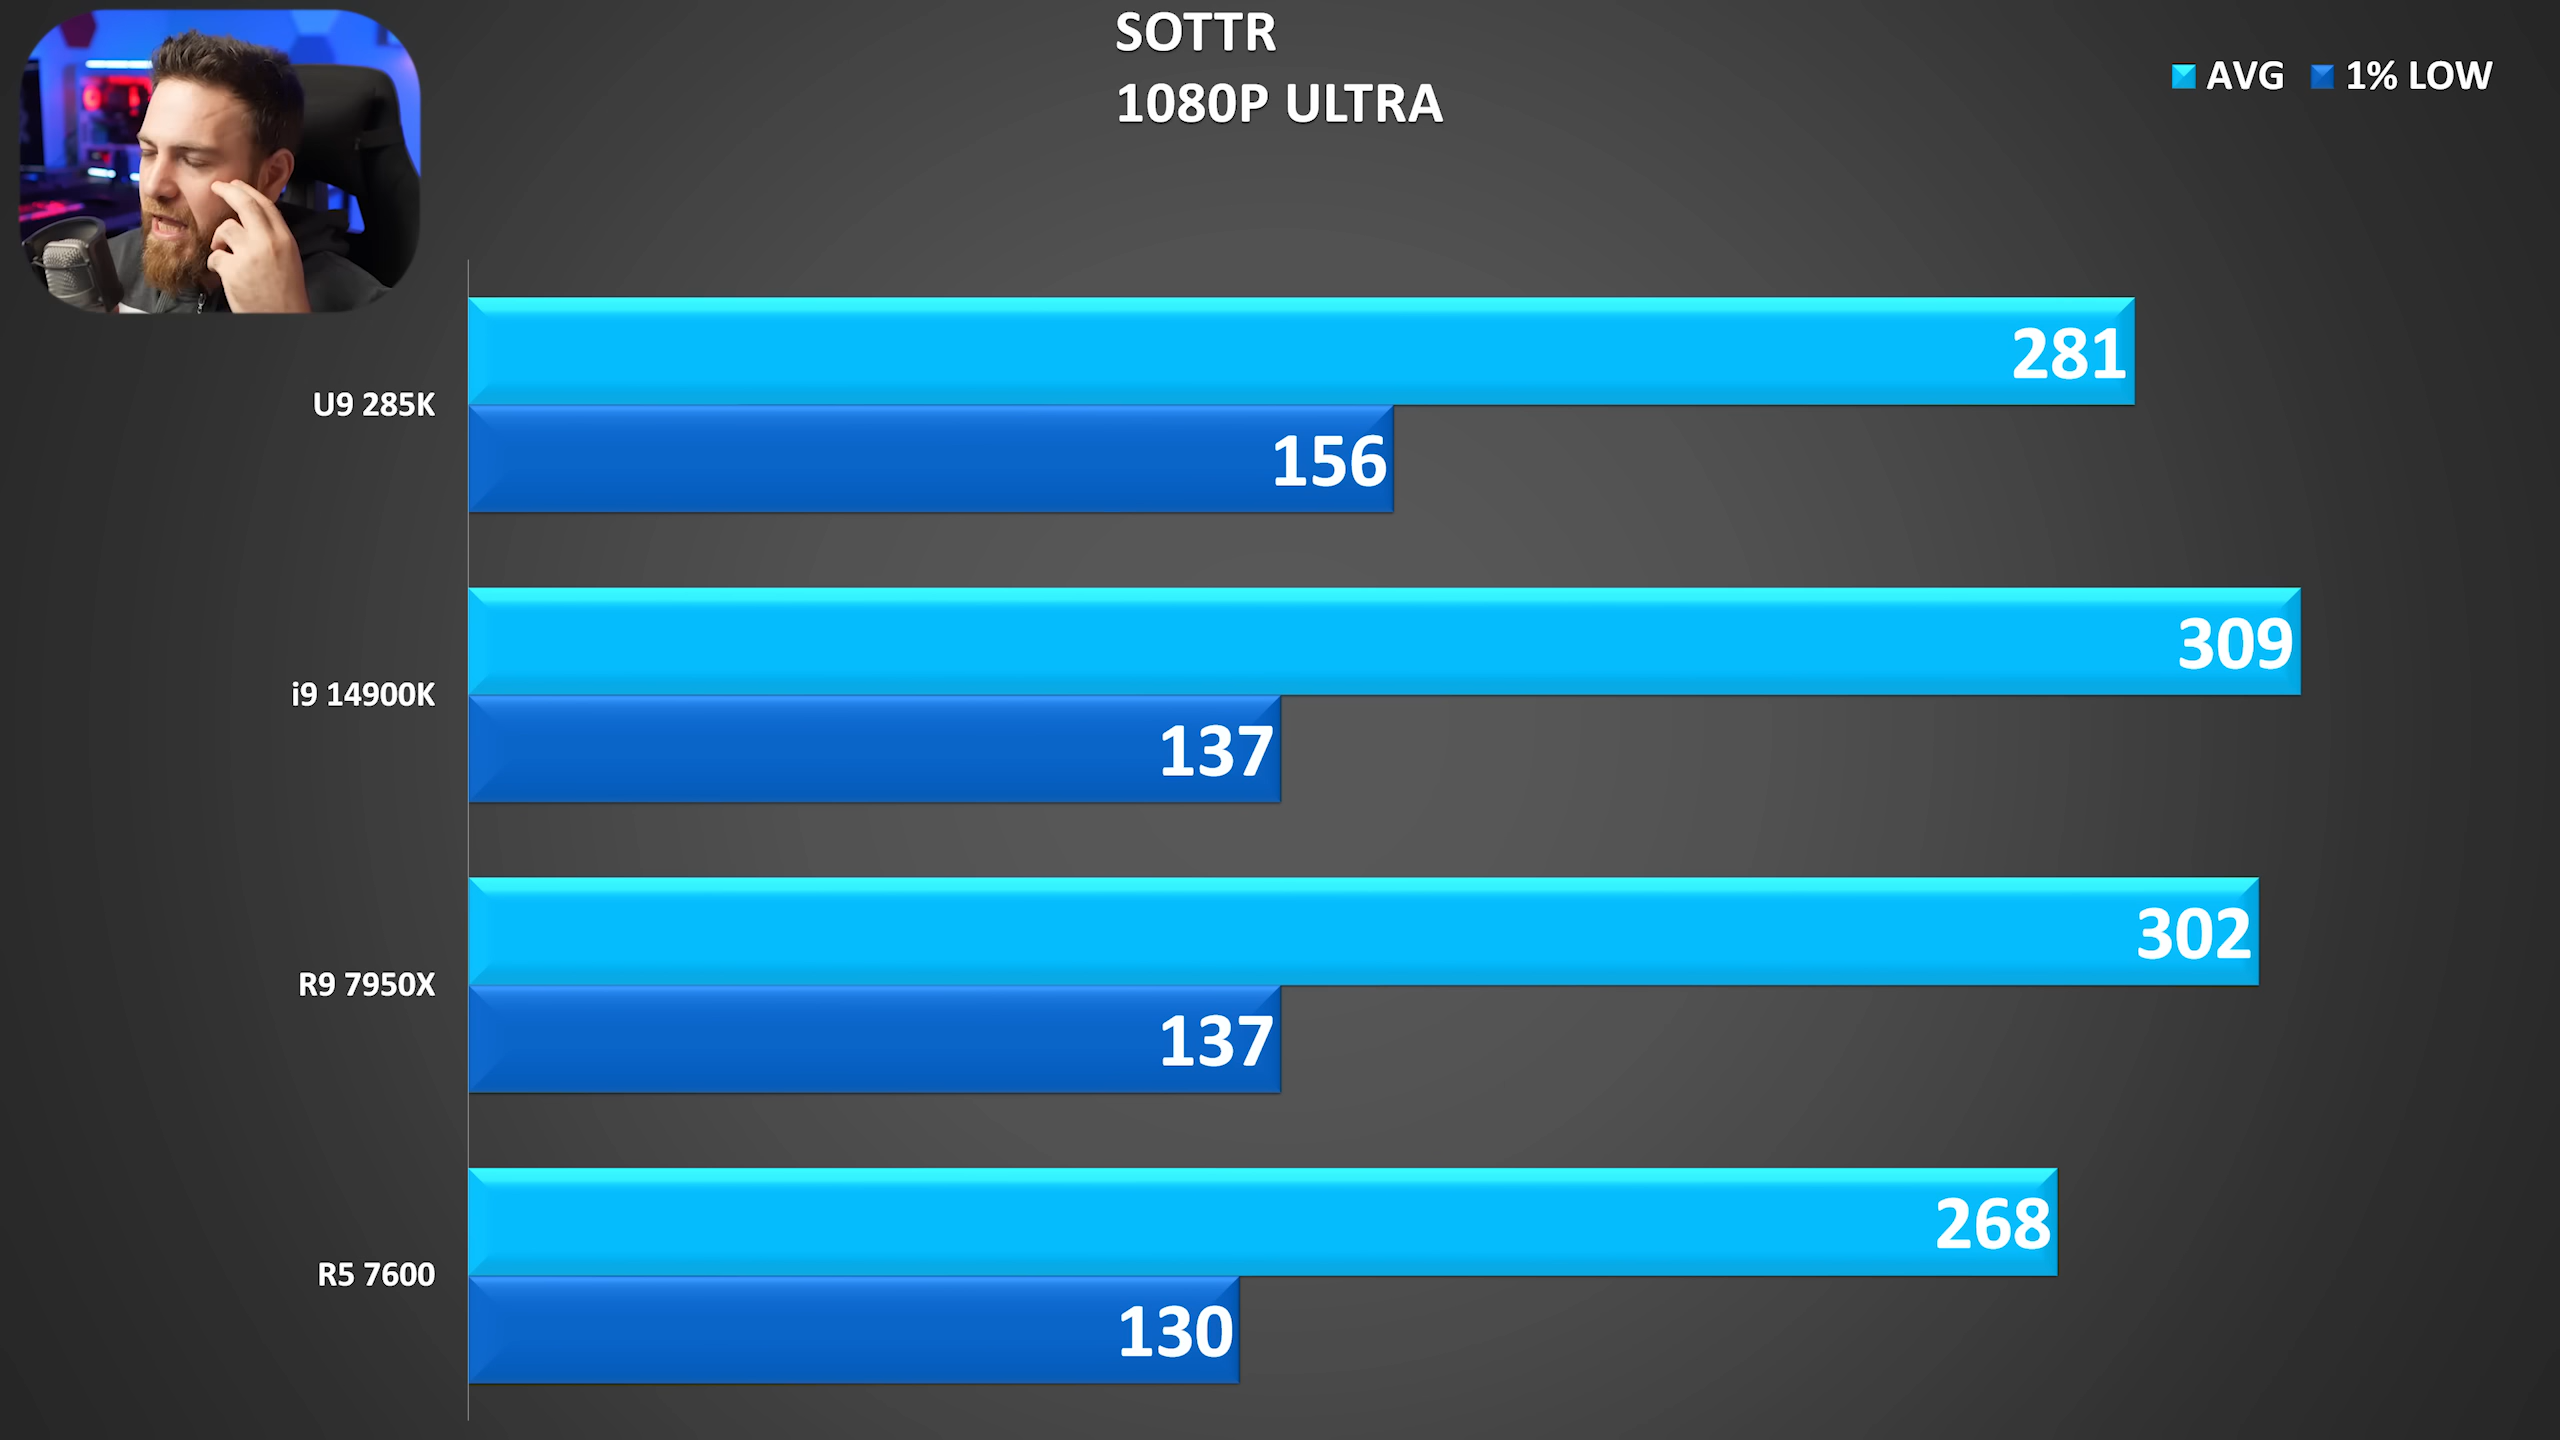 SOTTR
1080P ULTRA
AVG 1% LOW
U9 285K
281
156
i9 14900K
309
137
R9 7950X
302
137
R5 7600
268
130